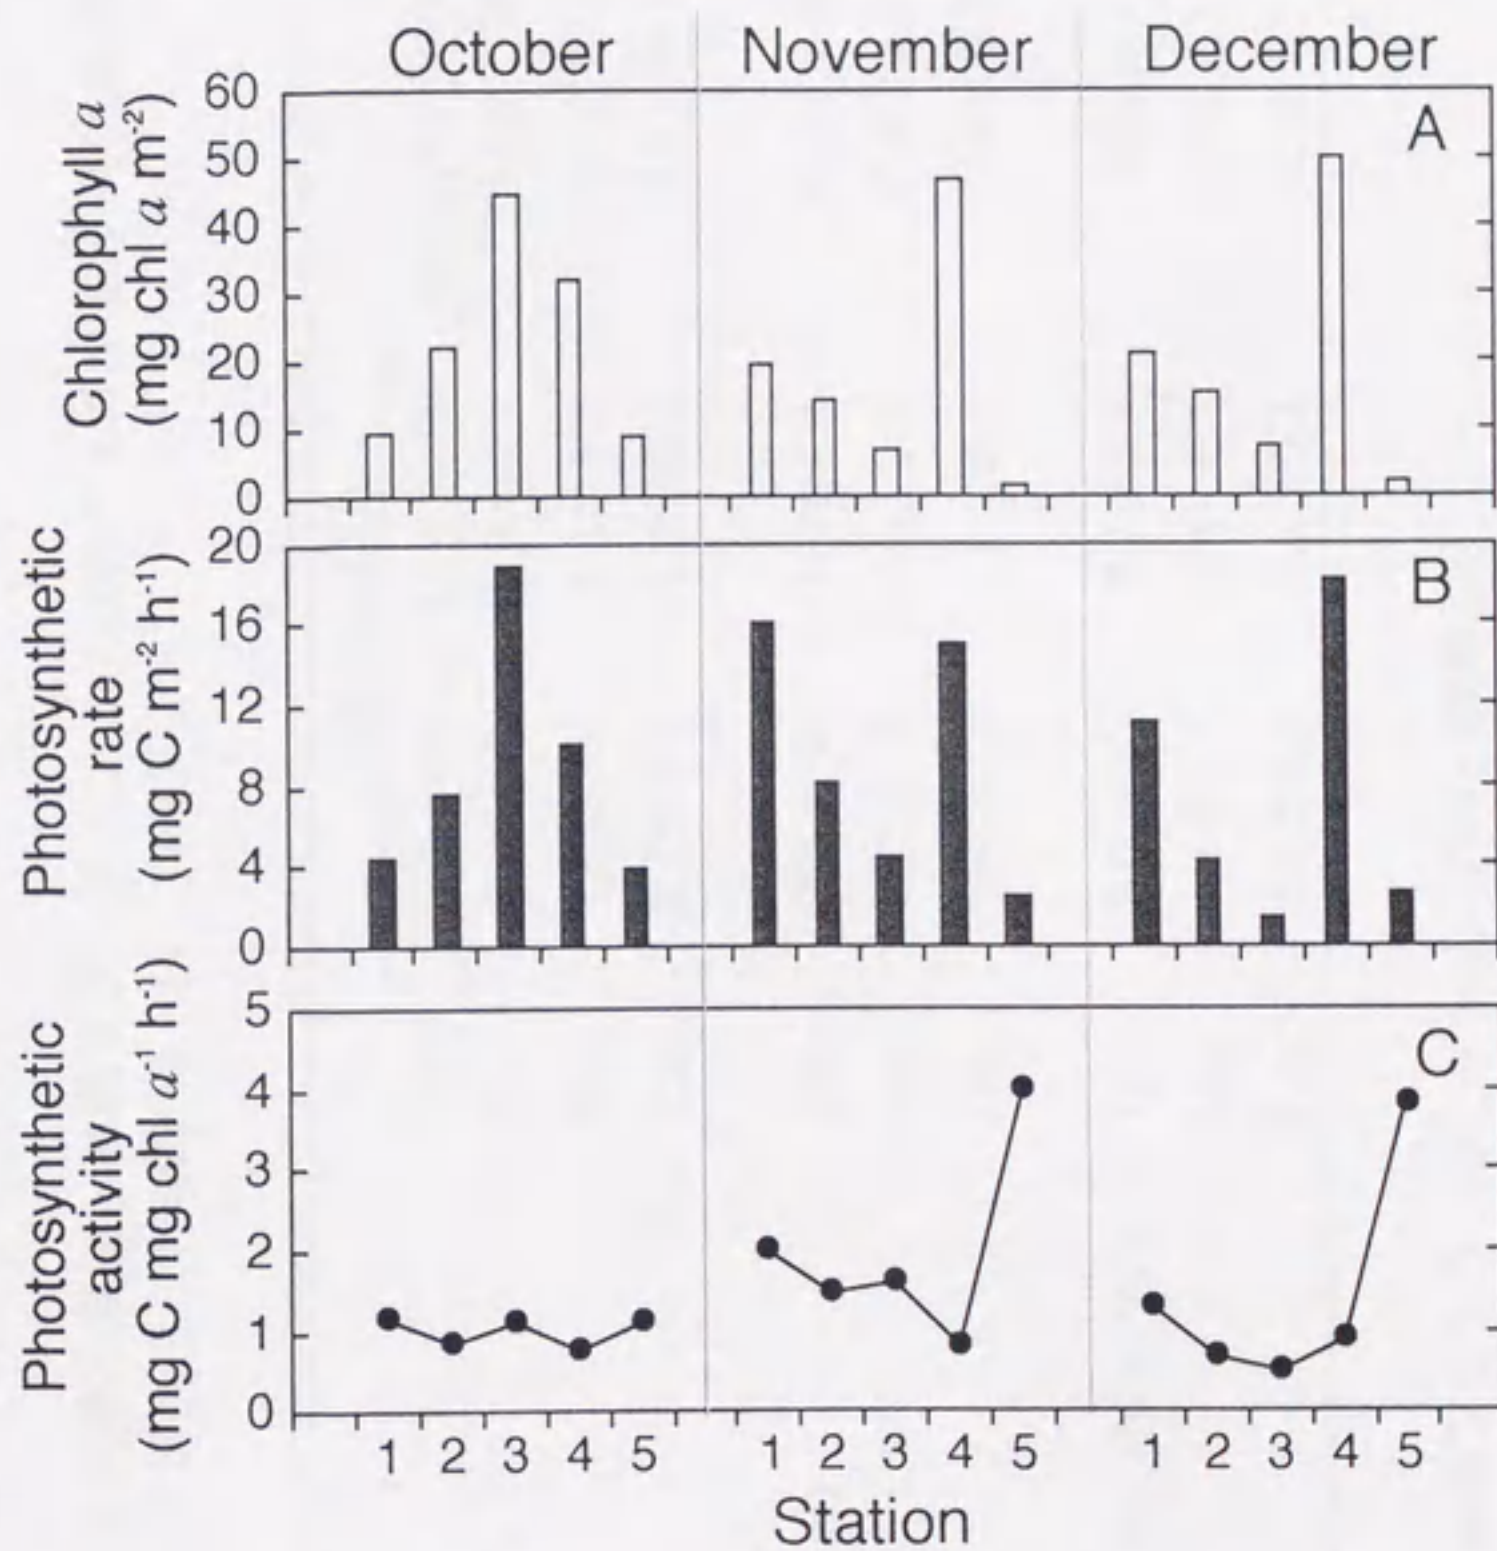 October November December
A
Chlorophyll a
(mg chl a m-2)
60
50
40
30
20
10
0
B
Photosynthetic
rate
(mg C m-2 h-1)
20
16
12
8
4
0
C
Photosynthetic
activity
(mg C mg chl a-1 h-1)
5
4
3
2
1
0
1 2 3 4 5 1 2 3 4 5 1 2 3 4 5
Station